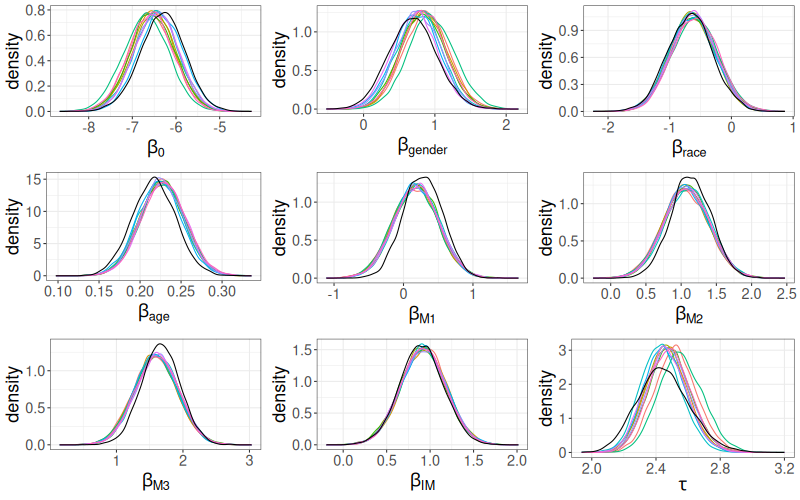 density
0.8
0.6
0.4
0.2
0.0
-8 -7 -6 -5
β0
density
1.0
0.5
0.0
0 1 2
βgender
density
0.9
0.6
0.3
0.0
-2 -1 0 1
βrace
density
15
10
5
0
0.10 0.15 0.20 0.25 0.30
βage
density
1.0
0.5
0.0
-1 0 1
βM1
density
1.0
0.5
0.0
0.0 0.5 1.0 1.5 2.0 2.5
βM2
density
1.0
0.5
0.0
1 2 3
βM3
density
1.5
1.0
0.5
0.0
0.0 0.5 1.0 1.5 2.0
βIM
density
3
2
1
0
2.0 2.4 2.8 3.2
τ